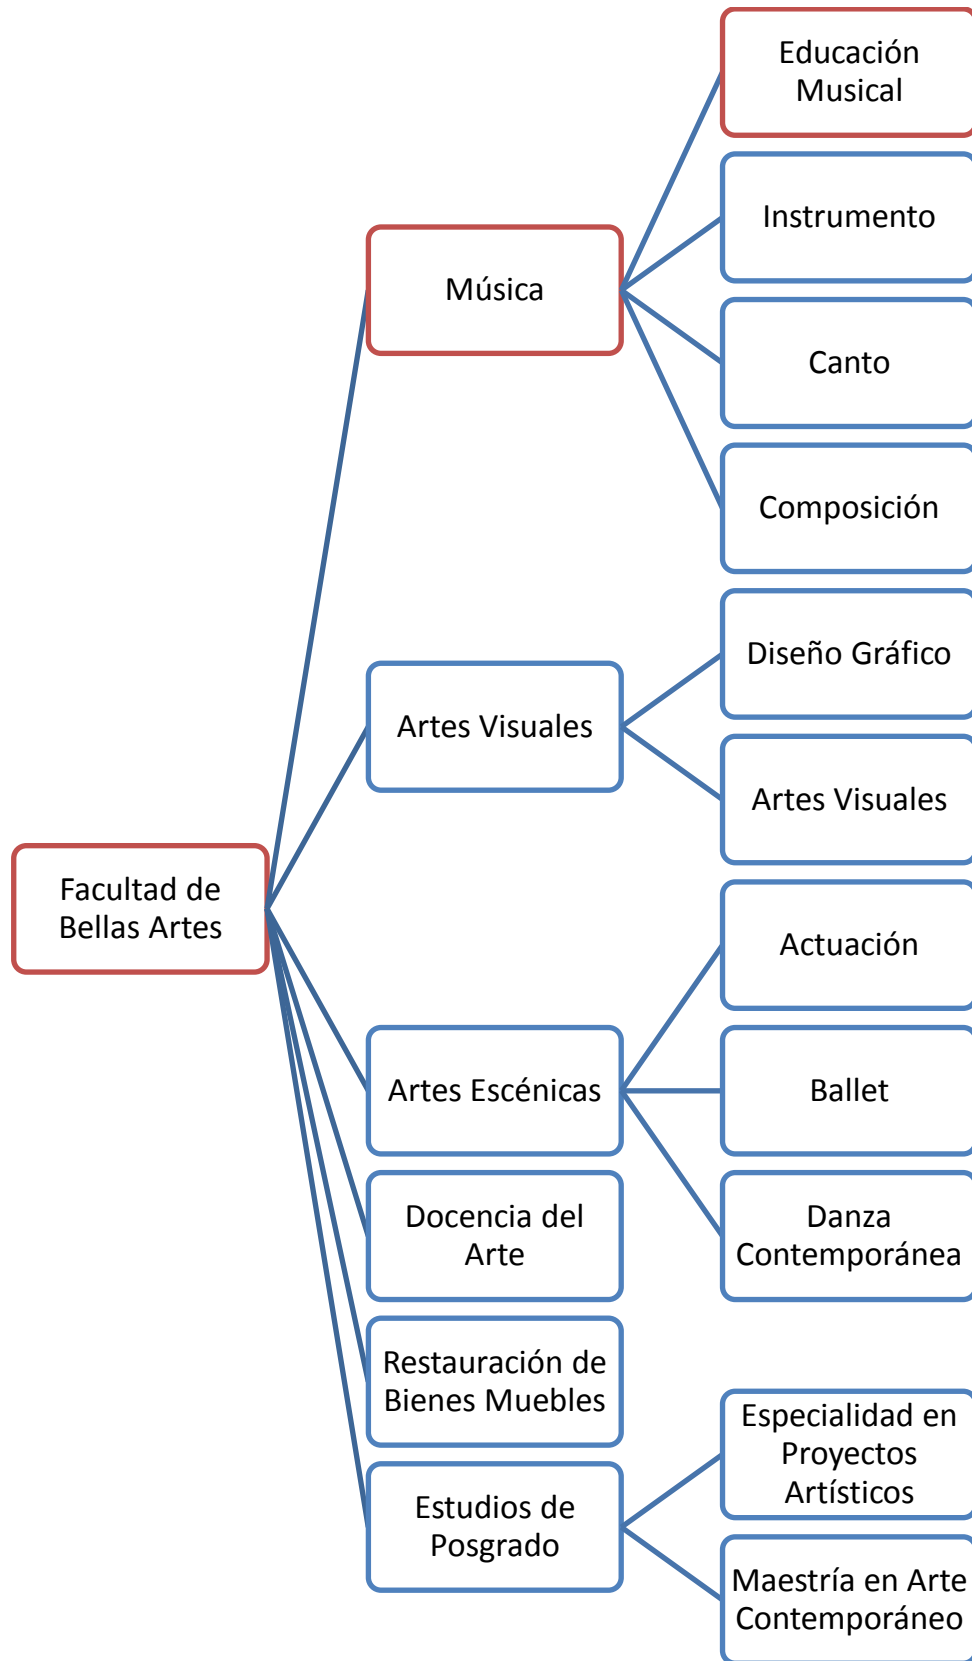 Educación
Musical
Instrumento
Música
Canto
Composición
Diseño Gráfico
Artes Visuales
Artes Visuales
Facultad de
Bellas Artes
Actuación
Artes Escénicas
Ballet
Docencia del
Arte
Danza
Contemporánea
Restauración de
Bienes Muebles
Especialidad en
Proyectos
Artísticos
Estudios de
Posgrado
Maestría en Arte
Contemporáneo